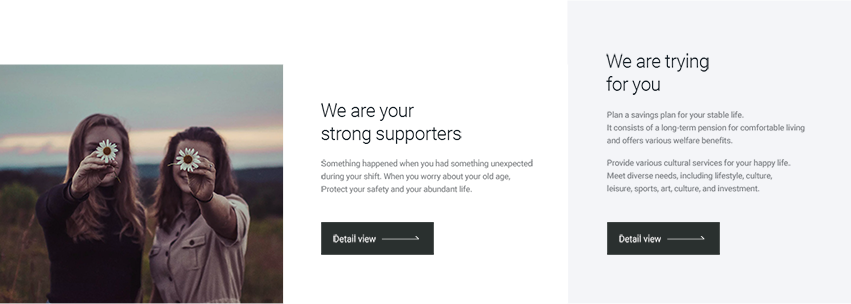 We are your
strong supporters
Something happened when you had something unexpected
during your shift. When you worry about your old age,
Protect your safety and your abundant life.
Detail view
We are trying
for you
Plan a savings plan for your stable life.
It consists of a long-term pension for comfortable living
and offers various welfare benefits.
Provide various cultural services for your happy life.
Meet diverse needs, including lifestyle, culture,
leisure, sports, art, culture, and investment.
Detail view